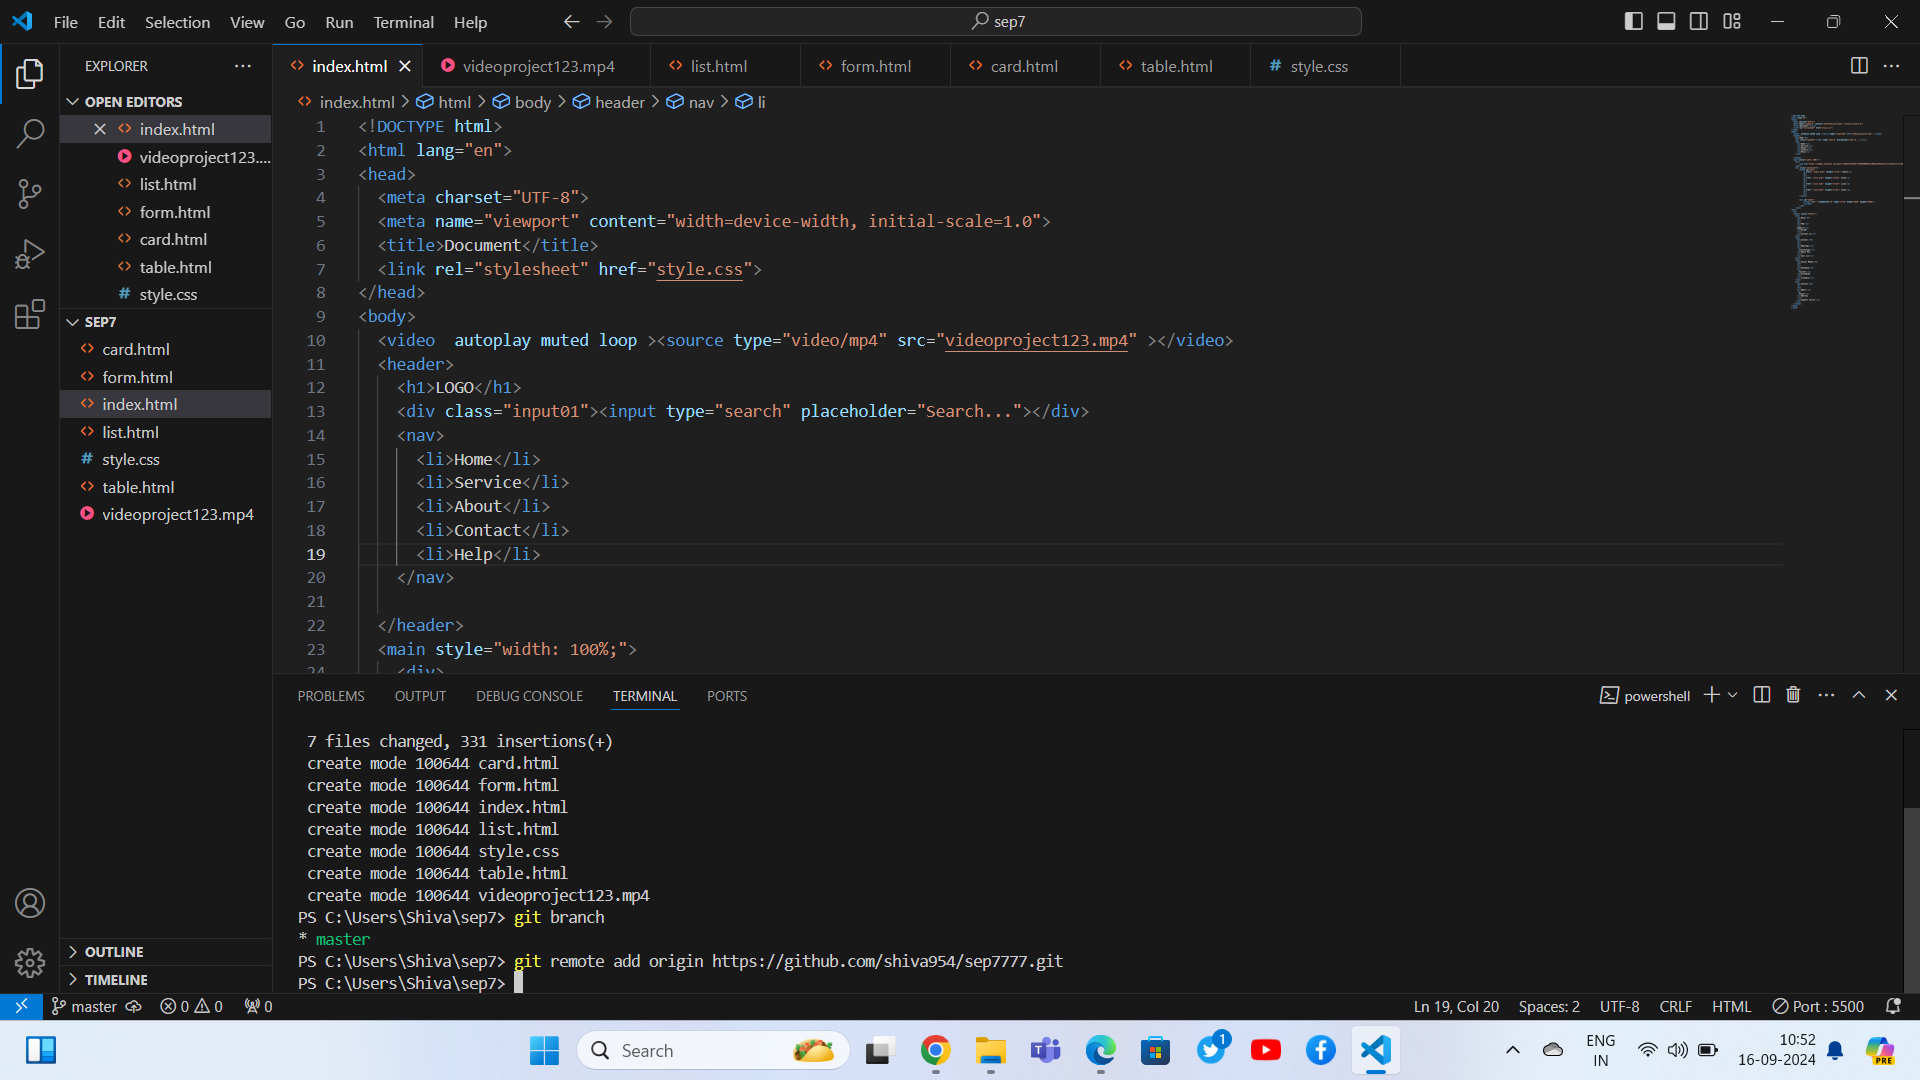 File Edit Selection View Go Run Terminal Help
sep7
EXPLORER
OPEN EDITORS
index.html
videoproject123....
list.html
form.html
card.html
table.html
style.css
SEP7
card.html
form.html
index.html
list.html
style.css
table.html
videoproject123.mp4
OUTLINE
TIMELINE
index.html videoproject123.mp4 list.html form.html card.html table.html # style.css
index.html > html > body > header > nav > li
1 <!DOCTYPE html>
2 <html lang="en">
3 <head>
4 <meta charset="UTF-8">
5 <meta name="viewport" content="width=device-width, initial-scale=1.0">
6 <title>Document</title>
7 <link rel="stylesheet" href="style.css">
8 </head>
9 <body>
10 <video  autoplay muted loop ><source type="video/mp4" src="videoproject123.mp4" ></video>
11 <header>
12 <h1>LOGO</h1>
13 <div class="input01"><input type="search" placeholder="Search..."></div>
14 <nav>
15 <li>Home</li>
16 <li>Service</li>
17 <li>About</li>
18 <li>Contact</li>
19 <li>Help</li>
20 </nav>
21
22 </header>
23 <main style="width: 100%;">
24 <div>
PROBLEMS OUTPUT DEBUG CONSOLE TERMINAL PORTS
powershell
7 files changed, 331 insertions(+)
create mode 100644 card.html
create mode 100644 form.html
create mode 100644 index.html
create mode 100644 list.html
create mode 100644 style.css
create mode 100644 table.html
create mode 100644 videoproject123.mp4
PS C:\Users\Shiva\sep7> git branch
* master
PS C:\Users\Shiva\sep7> git remote add origin https://github.com/shiva954/sep7777.git
PS C:\Users\Shiva\sep7>
master 0 0 0
Ln 19, Col 20 Spaces: 2 UTF-8 CRLF HTML Port : 5500
Search
1
ENG
IN
10:52
16-09-2024
PRE